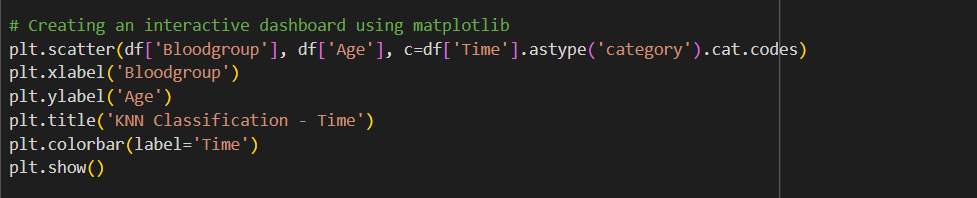 # Creating an interactive dashboard using matplotlib
plt.scatter(df['Bloodgroup'], df['Age'], c=df['Time'].astype('category').cat.codes)
plt.xlabel('Bloodgroup')
plt.ylabel('Age')
plt.title('KNN Classification - Time')
plt.colorbar(label='Time')
plt.show()